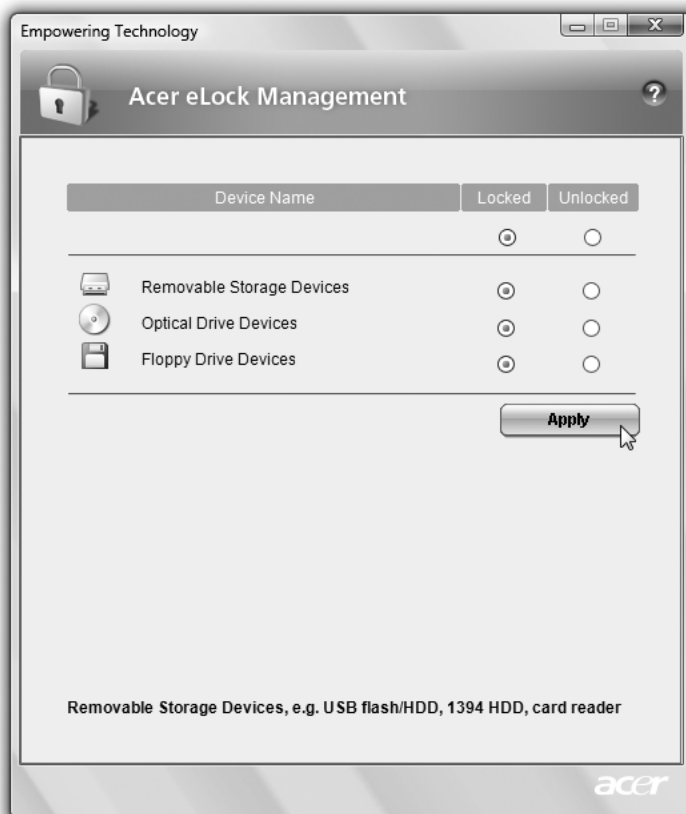 Empowering Technology
Acer eLock Management
?
Device Name Locked Unlocked
Removable Storage Devices
Optical Drive Devices
Floppy Drive Devices
Apply
Removable Storage Devices, e.g. USB flash/HDD, 1394 HDD, card reader
acer